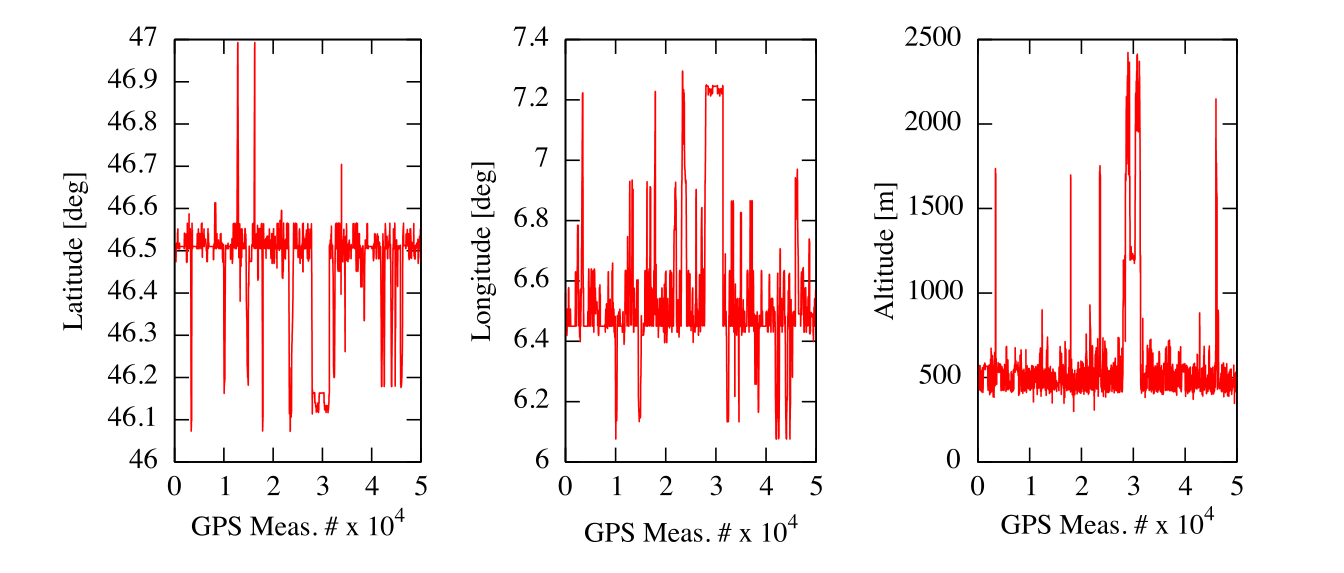 Latitude [deg]
47
46.9
46.8
46.7
46.6
46.5
46.4
46.3
46.2
46.1
46
0 1 2 3 4 5
GPS Meas. # x 10^4
Longitude [deg]
7.4
7.2
7
6.8
6.6
6.4
6.2
6
0 1 2 3 4 5
GPS Meas. # x 10^4
Altitude [m]
2500
2000
1500
1000
500
0
0 1 2 3 4 5
GPS Meas. # x 10^4